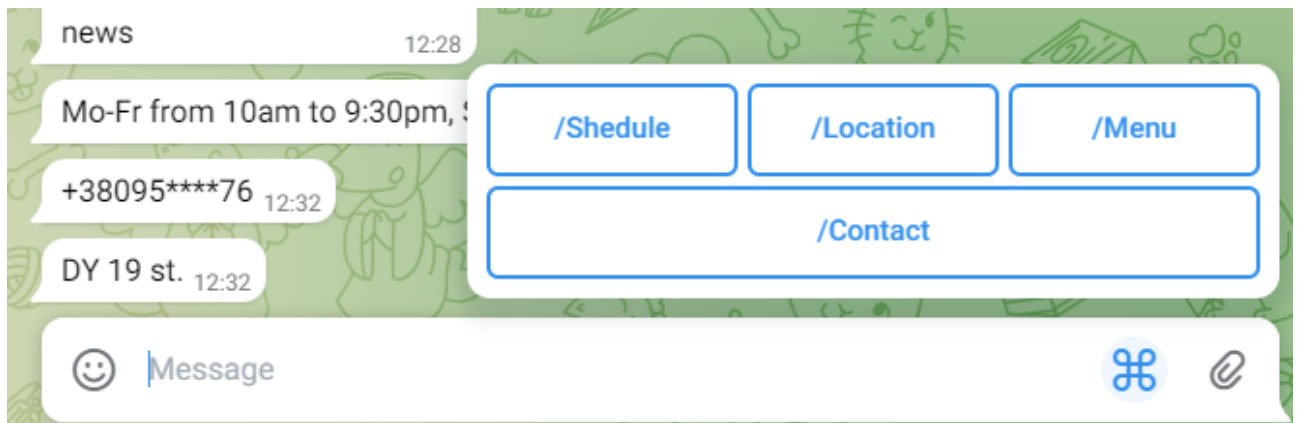 news
12:28
Mo-Fr from 10am to 9:30pm,
+38095****76 12:32
DY 19 st. 12:32
/Shedule /Location /Menu
/Contact
Message